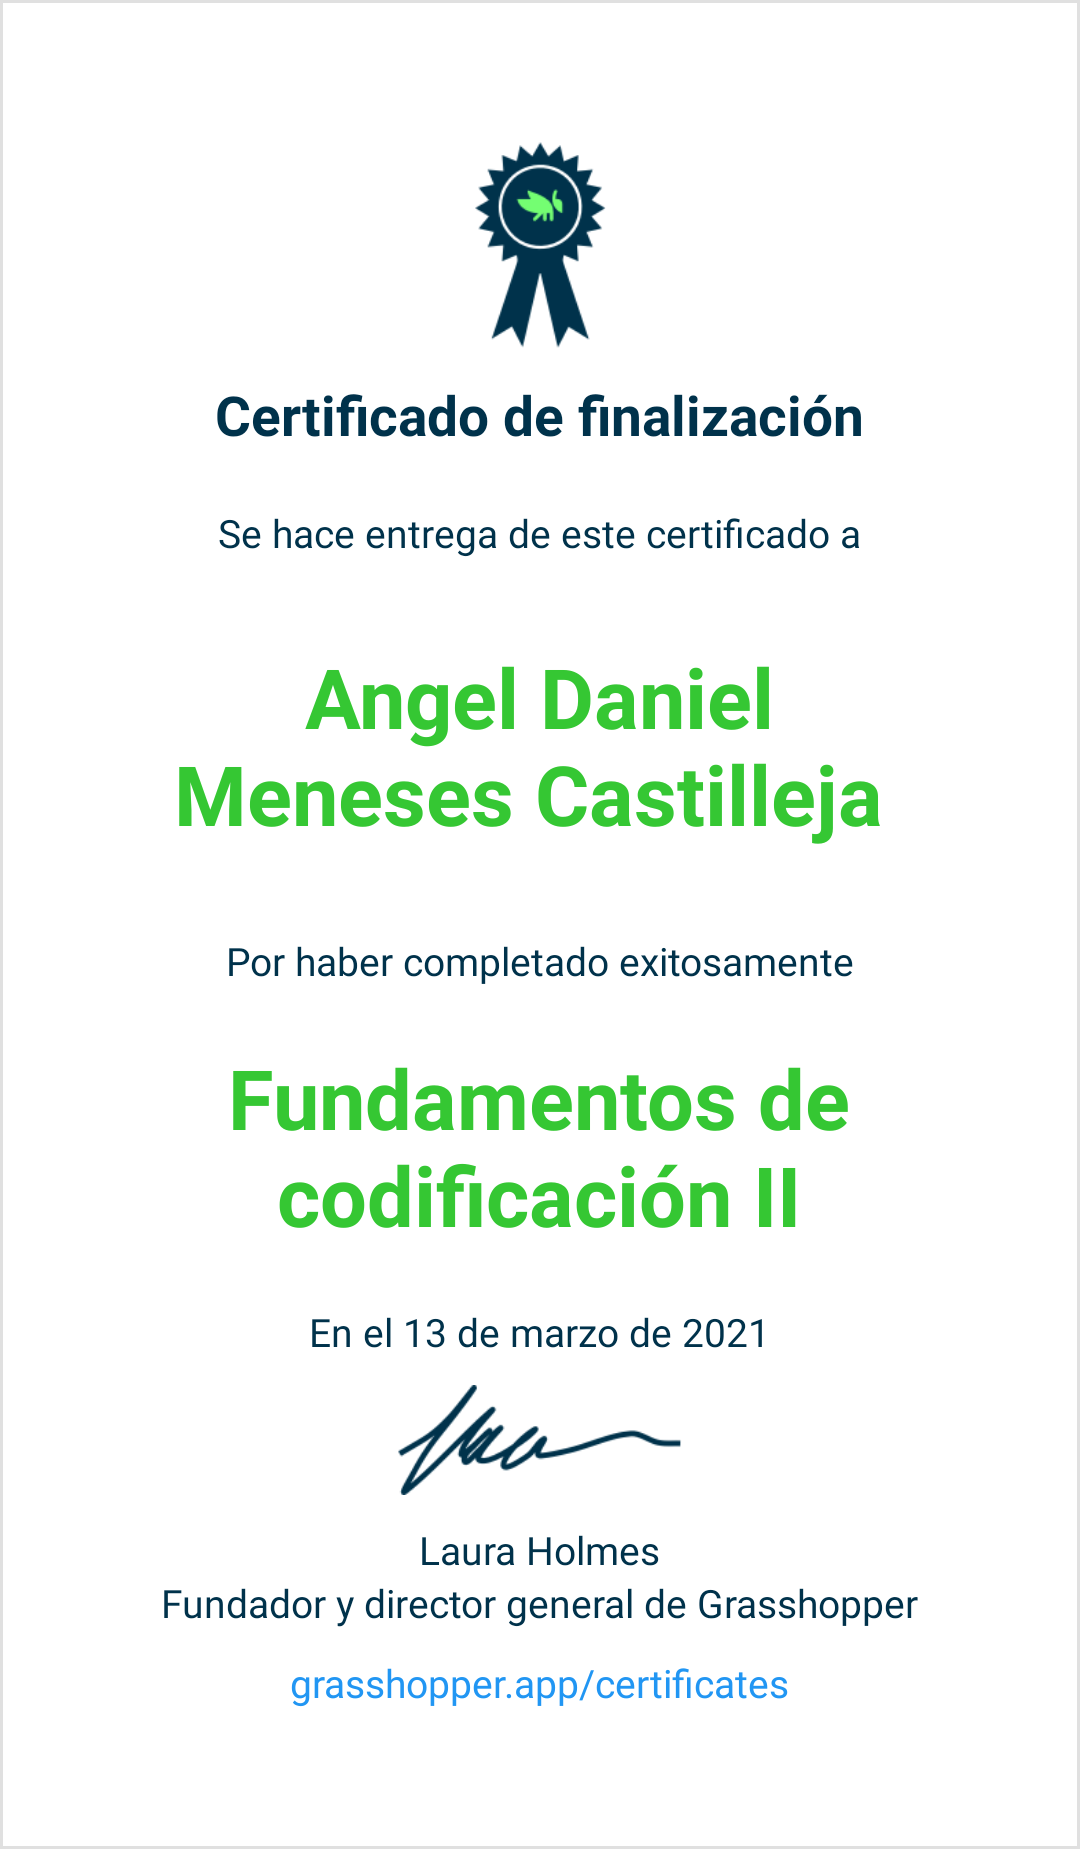 Certificado de finalización
Se hace entrega de este certificado a
Angel Daniel
Meneses Castilleja
Por haber completado exitosamente
Fundamentos de
codificación II
En el 13 de marzo de 2021
Laura Holmes
Fundador y director general de Grasshopper
grasshopper.app/certificates